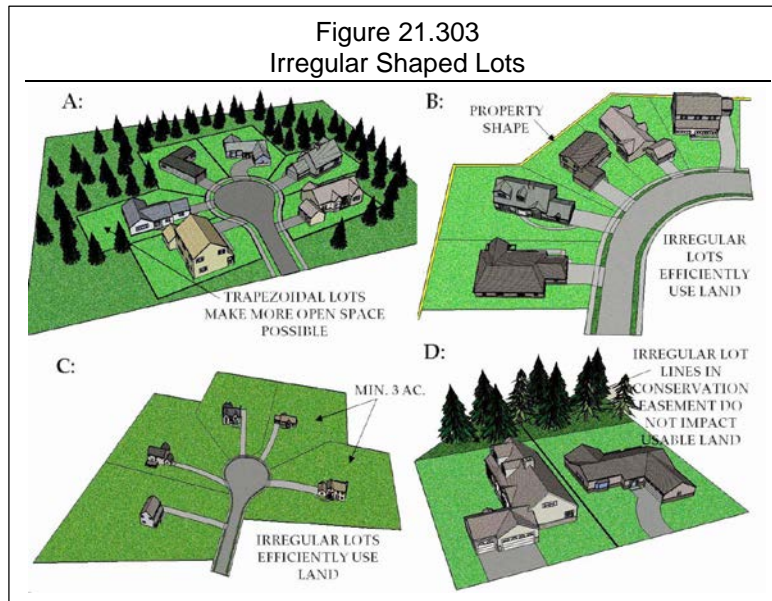 Figure 21.303
Irregular Shaped Lots
A:
TRAPEZOIDAL LOTS
MAKE MORE OPEN SPACE
POSSIBLE
B:
PROPERTY
SHAPE
IRREGULAR
LOTS
EFFICIENTLY
USE LAND
C:
MIN. 3 AC.
IRREGULAR LOTS
EFFICIENTLY USE
LAND
D:
IRREGULAR LOT
LINES IN
CONSERVATION
EASEMENT DO
NOT IMPACT
USABLE LAND